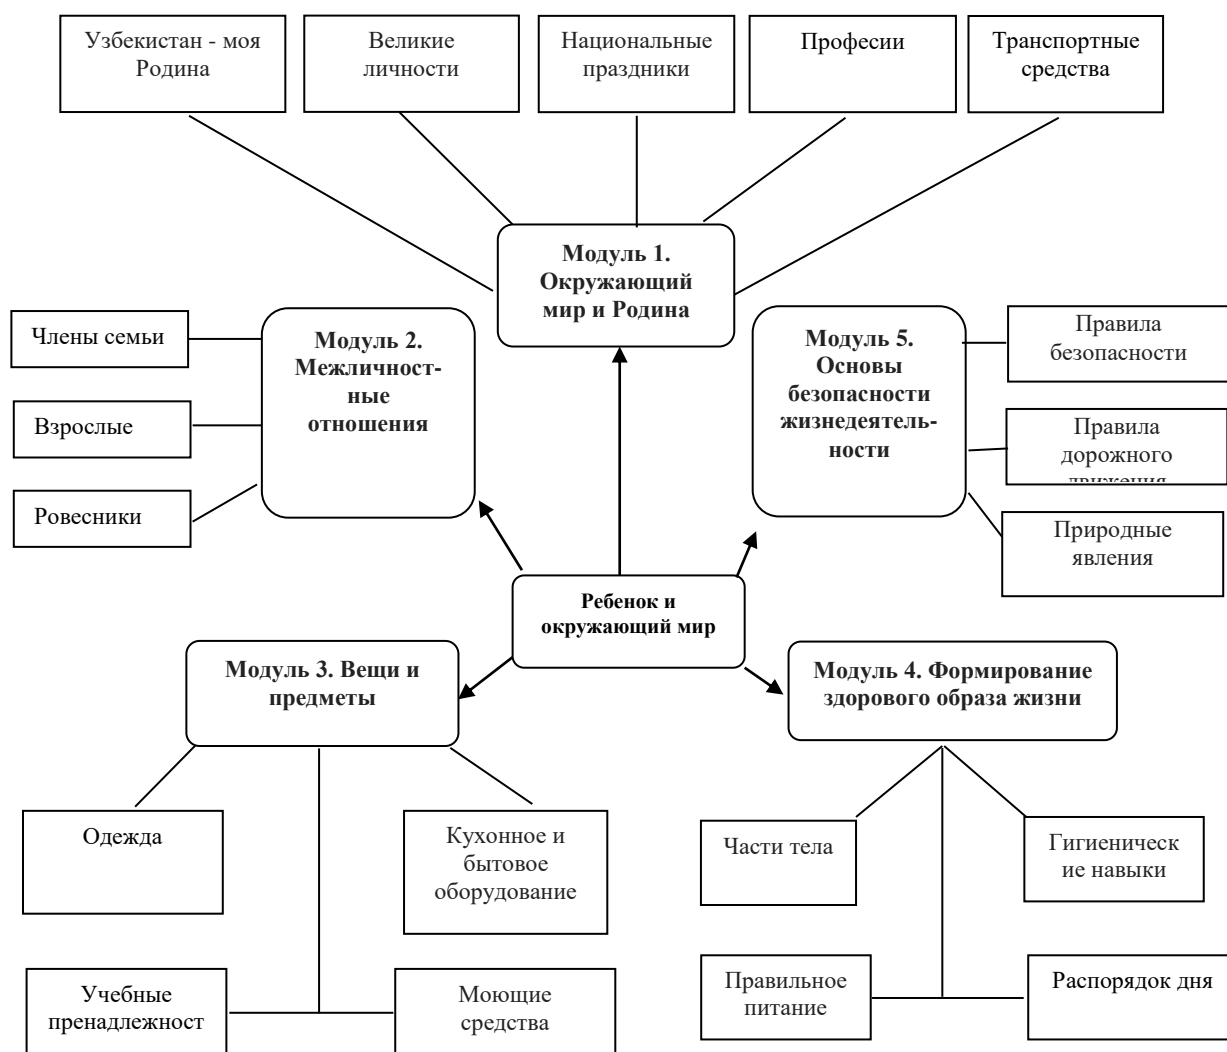 Узбекистан - моя
Родина
Великие
личности
Национальные
праздники
Професии
Транспортные
средства
Модуль 1.
Окружающий
мир и Родина
Члены семьи
Взрослые
Ровесники
Модуль 2.
Межличност-
ные
отношения
Модуль 5.
Основы
безопасности
жизнедеятель-
ности
Правила
безопасности
Правила
дорожного
движения
Природные
явления
Ребенок и
окружающий мир
Модуль 3. Вещи и
предметы
Модуль 4. Формирование
здорового образа жизни
Одежда
Кухонное и
бытовое
оборудование
Части тела
Гигиеническ
ие навыки
Учебные
пренадлежност
Моющие
средства
Правильное
питание
Распорядок дня